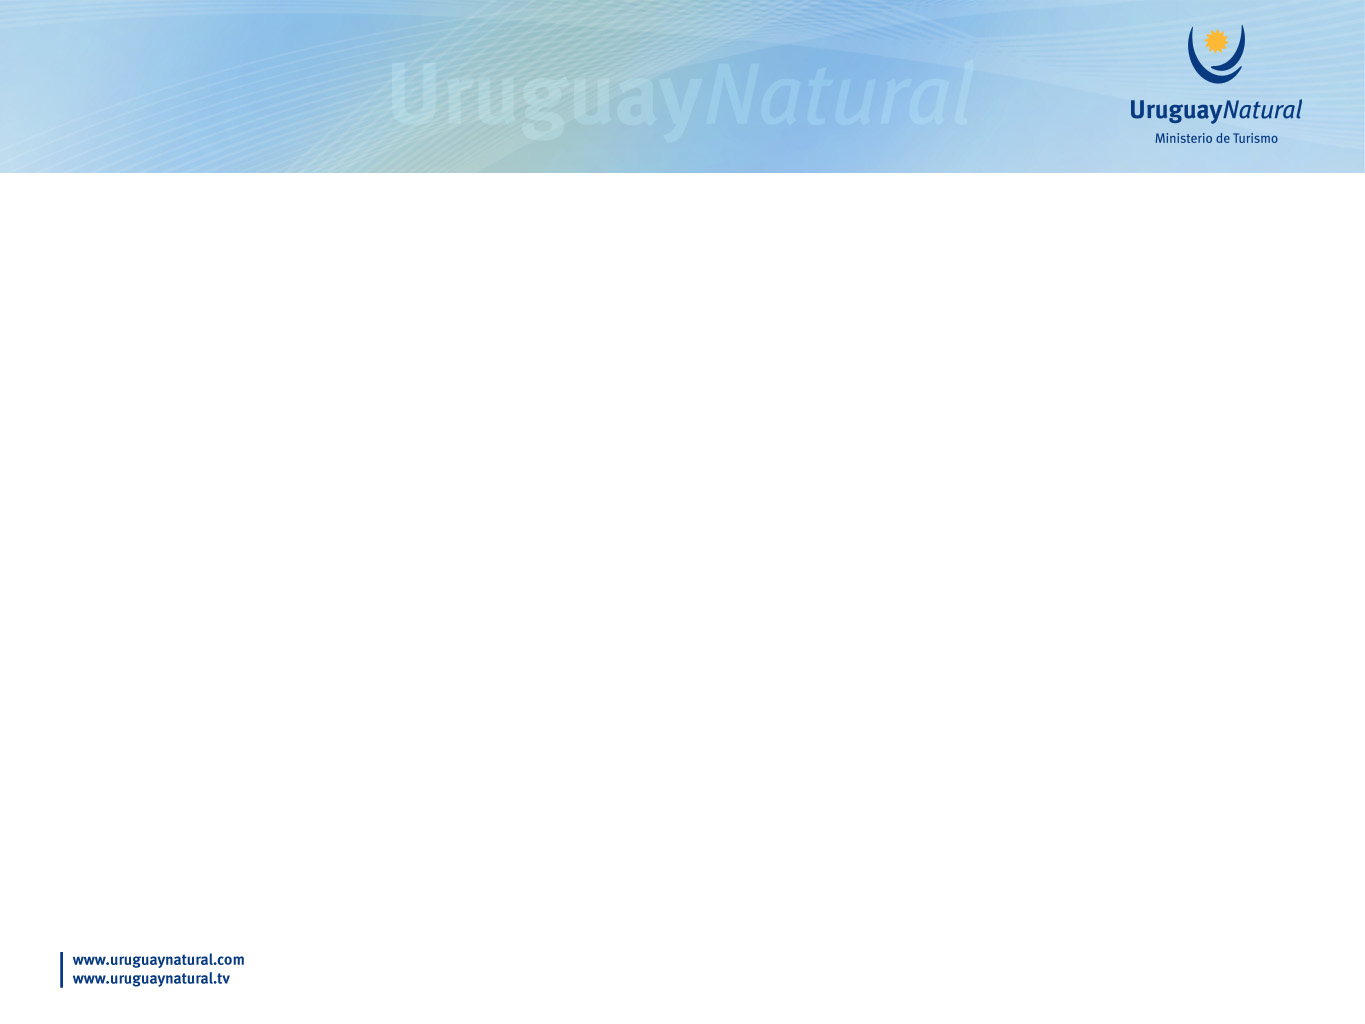 UruguayNatural
UruguayNatural
Ministerio de Turismo
www.uruguaynatural.com
www.uruguaynatural.tv